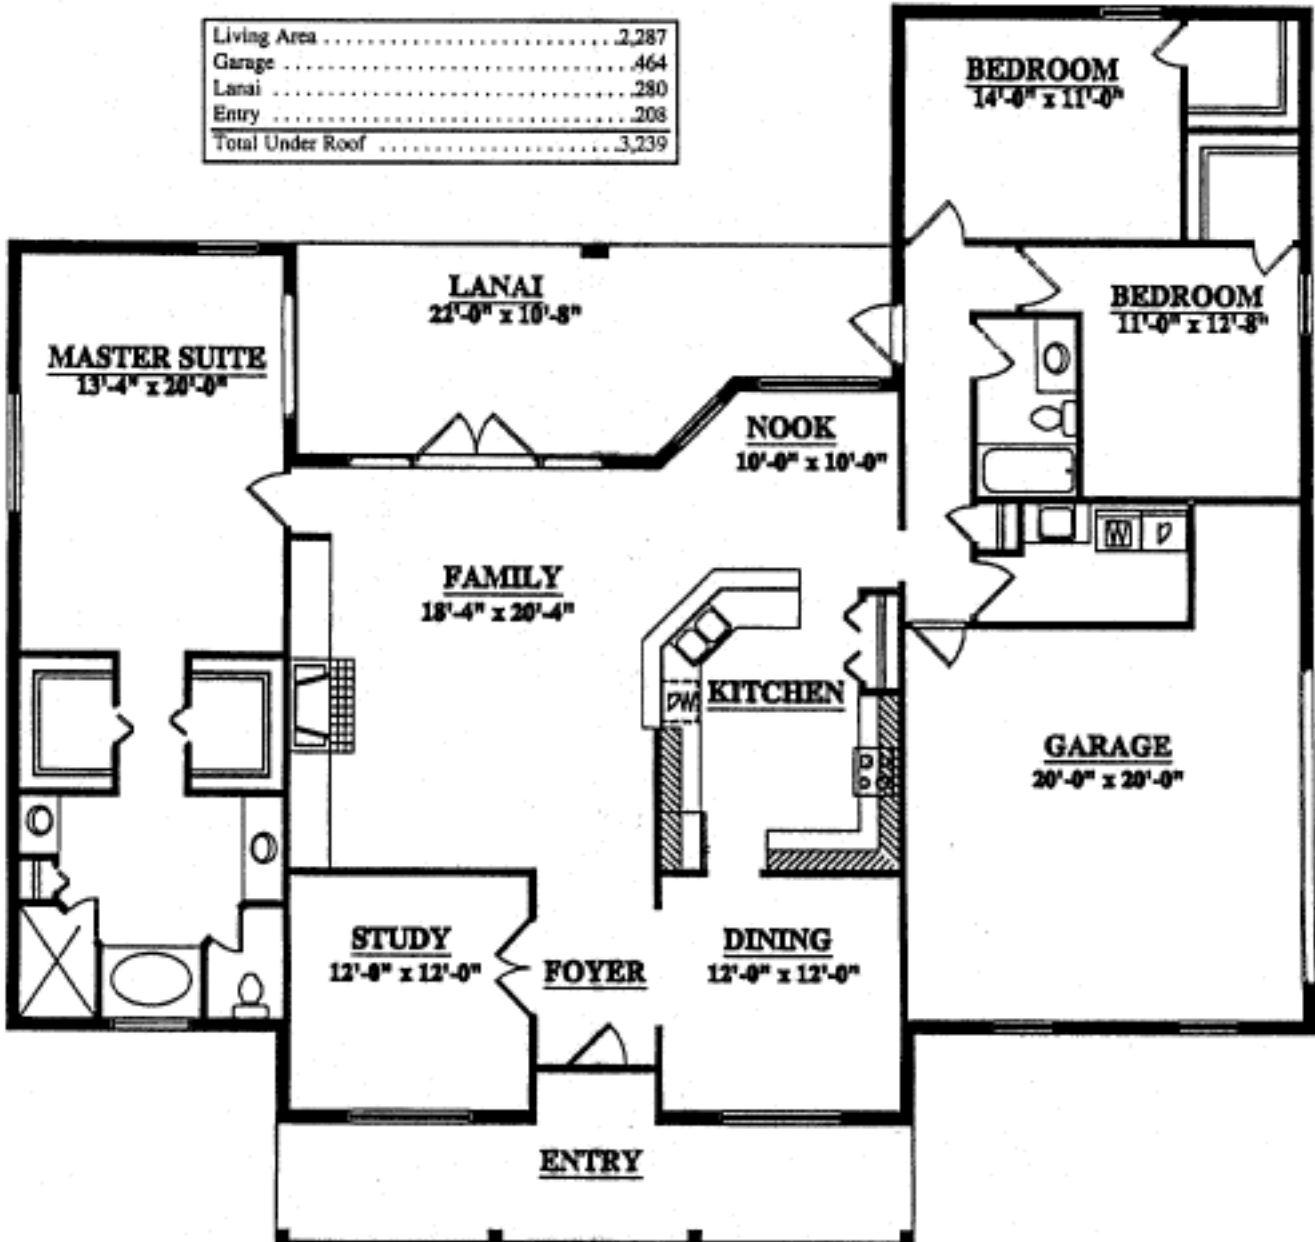 Living Area ............................ 2,287
Garage ................................ 464
Lanai ................................ 280
Entry ................................ 208
Total Under Roof ...................... 3,239
BEDROOM
14'-0" x 11'-0"
LANAI
22'-0" x 10'-8"
BEDROOM
11'-0" x 12'-8"
MASTER SUITE
13'-4" x 20'-0"
NOOK
10'-0" x 10'-0"
W D
FAMILY
18'-4" x 20'-4"
DW
KITCHEN
GARAGE
20'-0" x 20'-0"
STUDY
12'-0" x 12'-0"
FOYER
DINING
12'-0" x 12'-0"
ENTRY